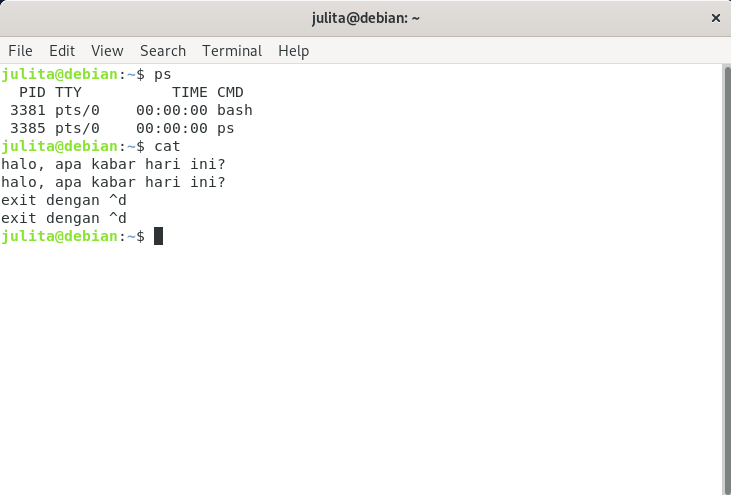 julita@debian: ~
×
File Edit View Search Terminal Help
julita@debian:~$ ps
  PID TTY          TIME CMD
 3381 pts/0    00:00:00 bash
 3385 pts/0    00:00:00 ps
julita@debian:~$ cat
halo, apa kabar hari ini?
halo, apa kabar hari ini?
exit dengan ^d
exit dengan ^d
julita@debian:~$